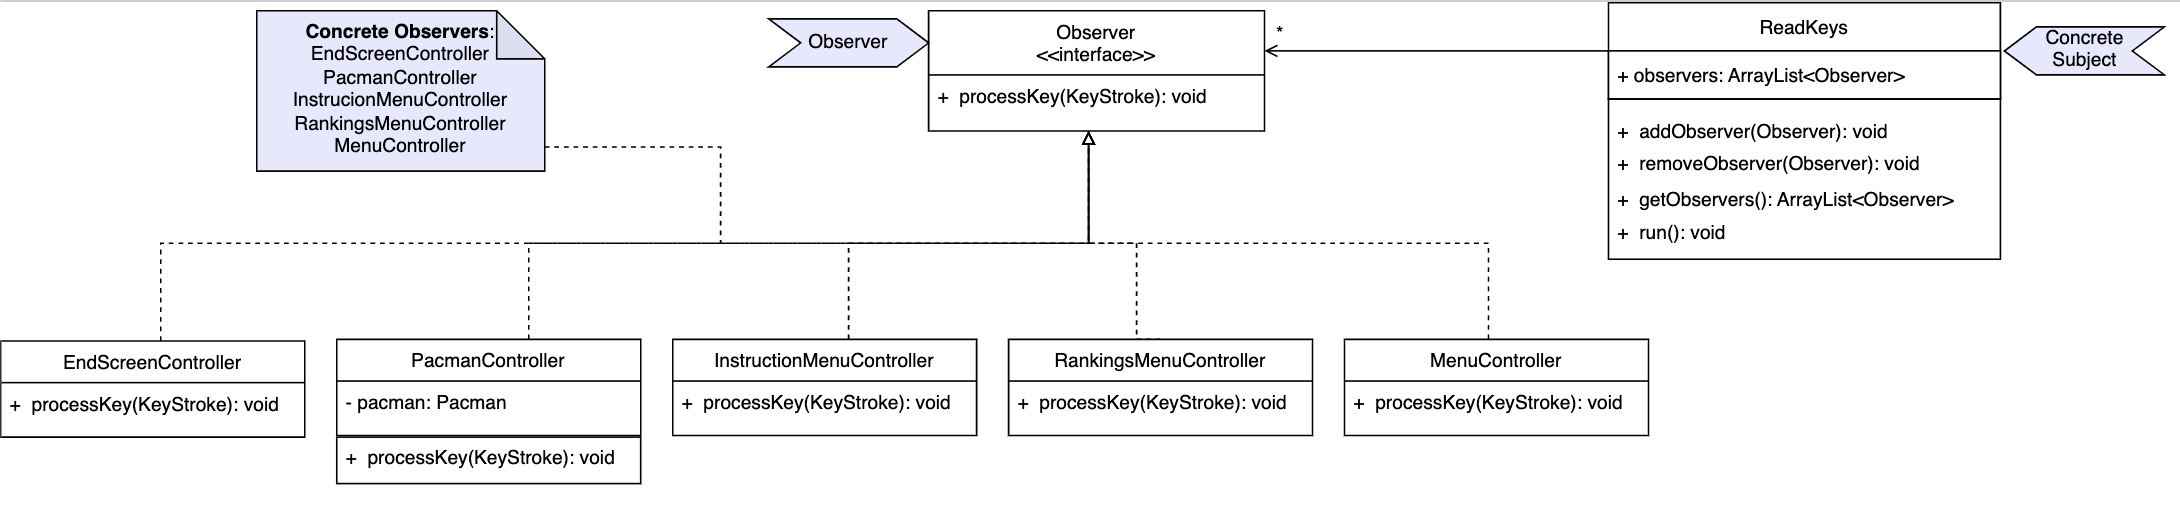 Concrete Observers:
EndScreenController
PacmanController
InstrucionMenuController
RankingsMenuController
MenuController
Observer
Observer
<<interface>>
+ processKey(KeyStroke): void
*
ReadKeys
+ observers: ArrayList<Observer>
+ addObserver(Observer): void
+ removeObserver(Observer): void
+ getObservers(): ArrayList<Observer>
+ run(): void
Concrete
Subject
EndScreenController
+ processKey(KeyStroke): void
PacmanController
- pacman: Pacman
+ processKey(KeyStroke): void
InstructionMenuController
+ processKey(KeyStroke): void
RankingsMenuController
+ processKey(KeyStroke): void
MenuController
+ processKey(KeyStroke): void